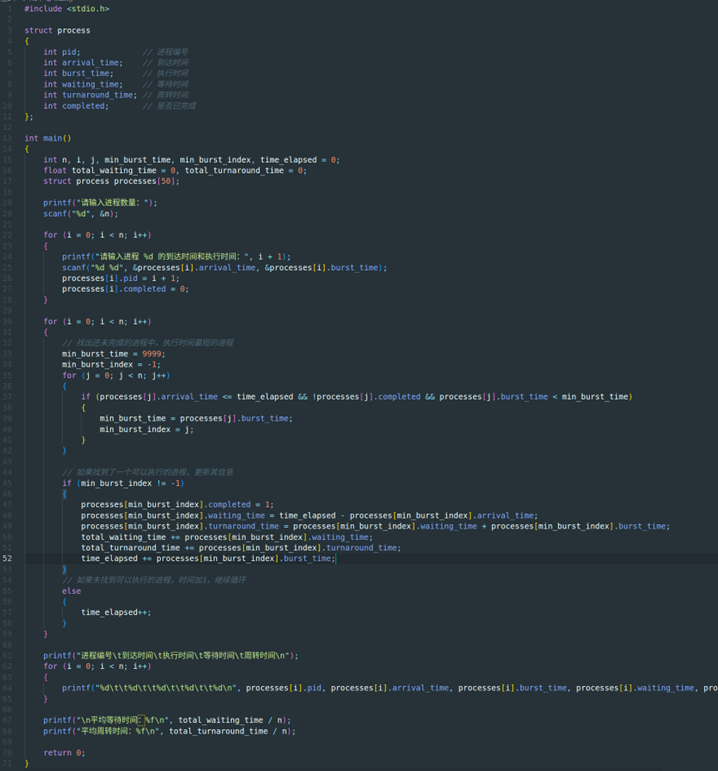 1 #include <stdio.h>
2
3 struct process
4 {
5 int pid; // 进程编号
6 int arrival_time; // 到达时间
7 int burst_time; // 执行时间
8 int waiting_time; // 等待时间
9 int turnaround_time; // 周转时间
10 int completed; // 是否已完成
11 };
12
13 int main()
14 {
15 int n, i, j, min_burst_time, min_burst_index, time_elapsed = 0;
16 float total_waiting_time = 0, total_turnaround_time = 0;
17 struct process processes[50];
18
19 printf("请输入进程数量: ");
20 scanf("%d", &n);
21
22 for (i = 0; i < n; i++)
23 {
24 printf("请输入进程 %d 的到达时间和执行时间: ", i + 1);
25 scanf("%d %d", &processes[i].arrival_time, &processes[i].burst_time);
26 processes[i].pid = i + 1;
27 processes[i].completed = 0;
28 }
29
30 for (i = 0; i < n; i++)
31 {
32 // 找出还未完成的进程中，执行时间最短的进程
33 min_burst_time = 9999;
34 min_burst_index = -1;
35 for (j = 0; j < n; j++)
36 {
37 if (processes[j].arrival_time <= time_elapsed && !processes[j].completed && processes[j].burst_time < min_burst_time)
38 {
39 min_burst_time = processes[j].burst_time;
40 min_burst_index = j;
41 }
42 }
43
44 // 如果找到了一个可以执行的进程，更新其信息
45 if (min_burst_index != -1)
46 {
47 processes[min_burst_index].completed = 1;
48 processes[min_burst_index].waiting_time = time_elapsed - processes[min_burst_index].arrival_time;
49 processes[min_burst_index].turnaround_time = processes[min_burst_index].waiting_time + processes[min_burst_index].burst_time;
50 total_waiting_time += processes[min_burst_index].waiting_time;
51 total_turnaround_time += processes[min_burst_index].turnaround_time;
52 time_elapsed += processes[min_burst_index].burst_time;
53 }
54 // 如果未找到可以执行的进程，时间加1，继续循环
55 else
56 {
57 time_elapsed++;
58 }
59 }
60
61 printf("进程编号\t到达时间\t执行时间\t等待时间\t周转时间\n");
62 for (i = 0; i < n; i++)
63 {
64 printf("%d\t\t%d\t\t%d\t\t%d\t\t%d\n", processes[i].pid, processes[i].arrival_time, processes[i].burst_time, processes[i].waiting_time, pro
65 }
66
67 printf("\n平均等待时间：%f\n", total_waiting_time / n);
68 printf("平均周转时间: %f\n", total_turnaround_time / n);
69
70 return 0;
71 }